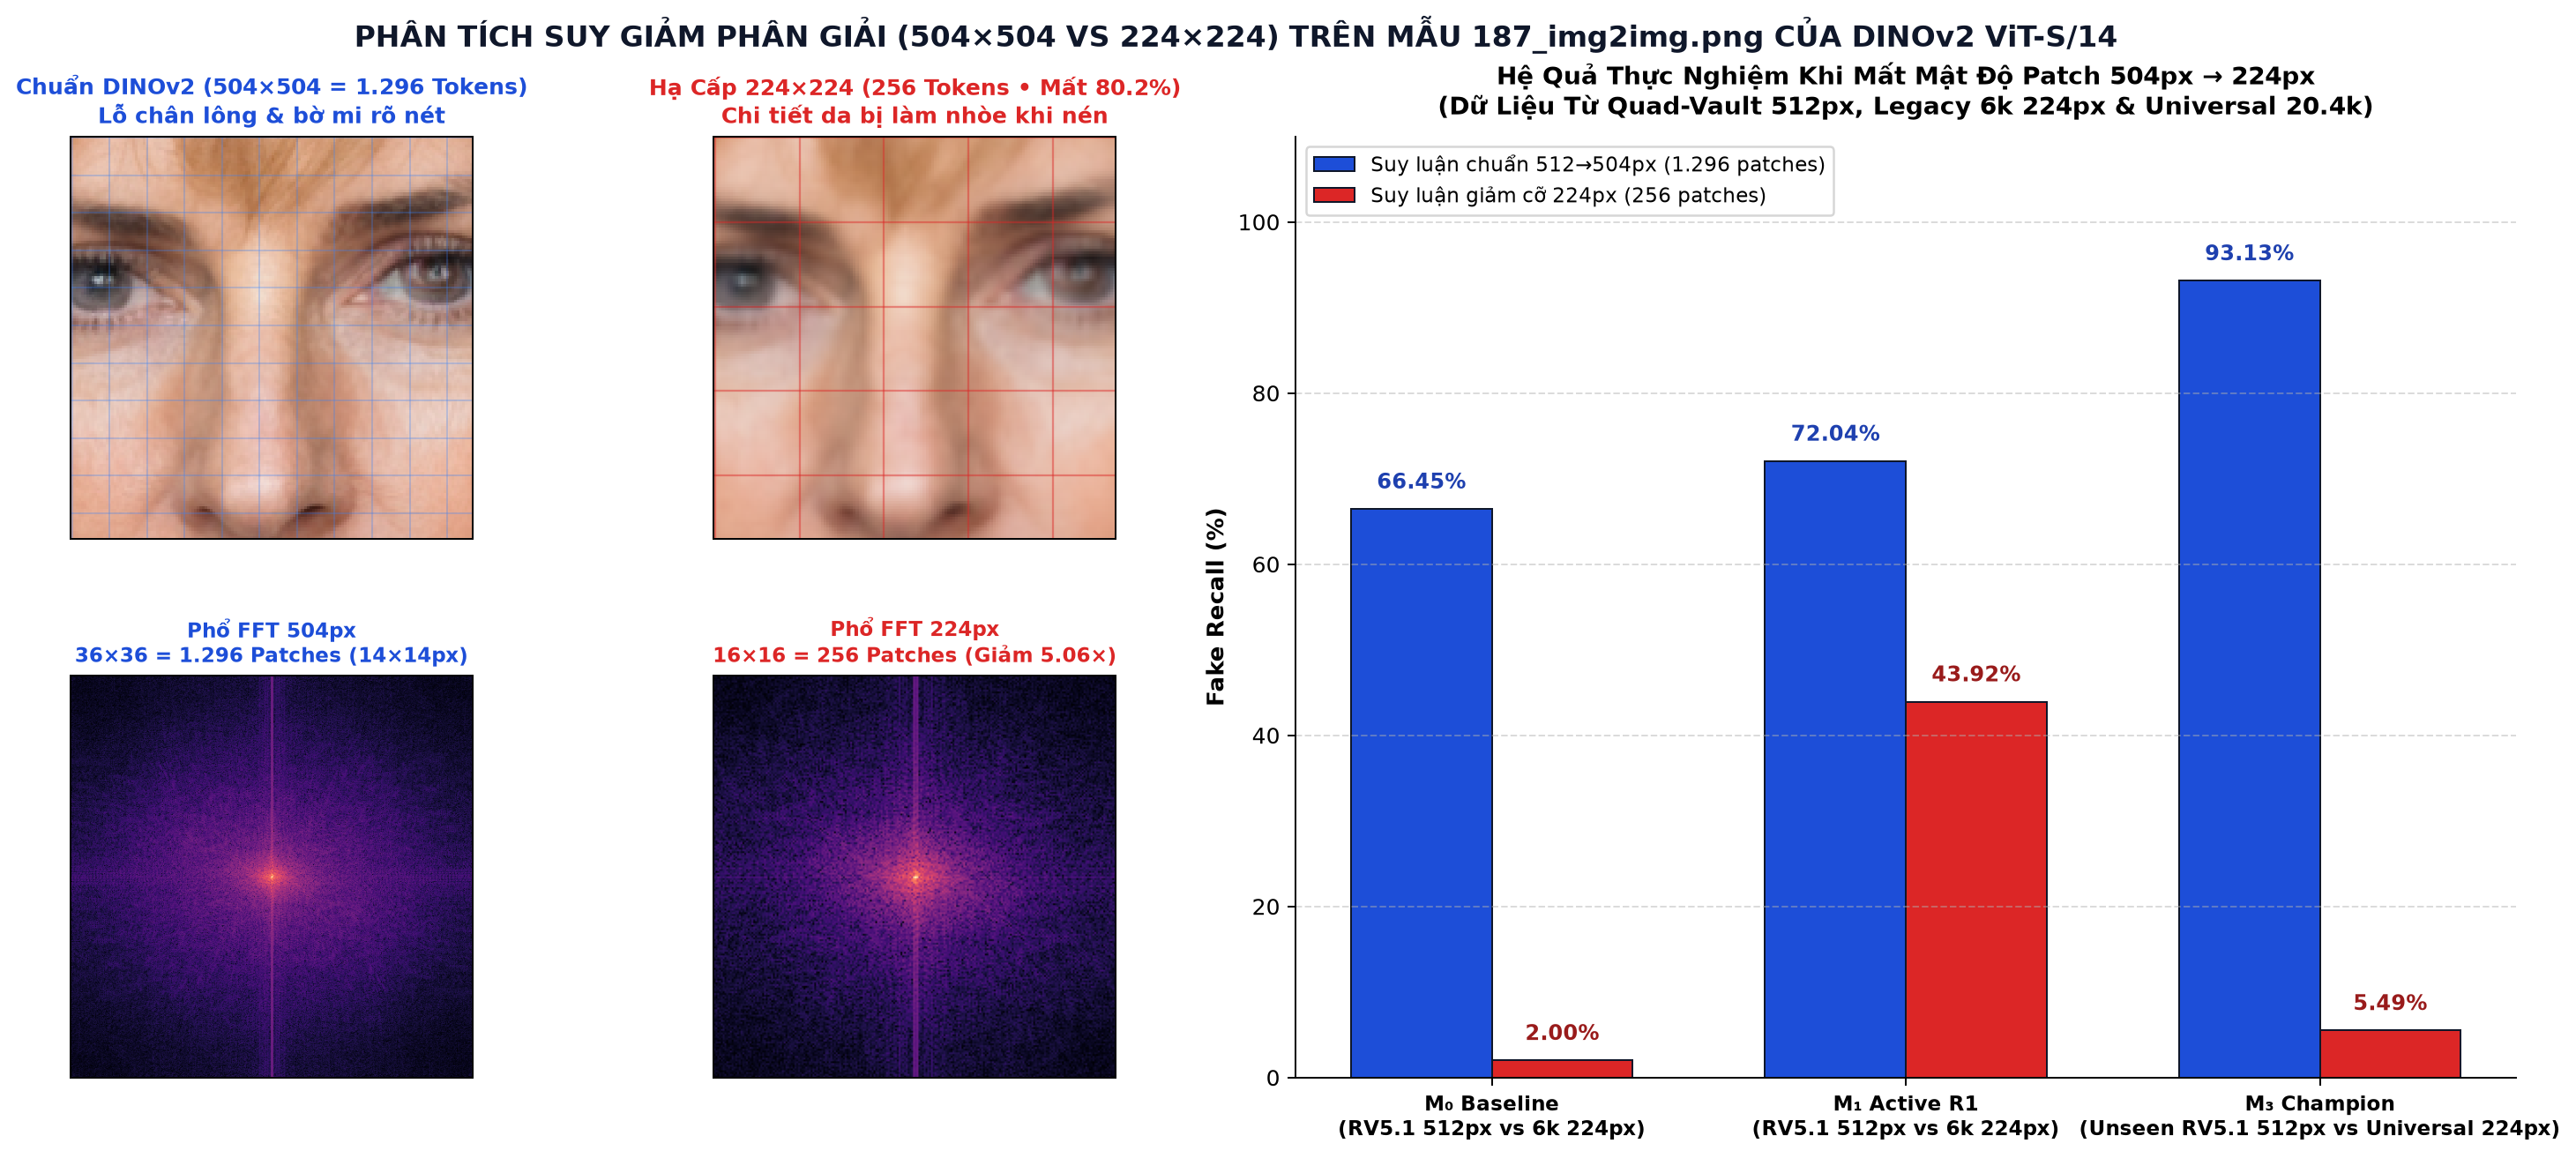 PHÂN TÍCH SUY GIẢM PHÂN GIẢI (504×504 VS 224×224) TRÊN MẪU 187_img2img.png CỦA DINOv2 ViT-S/14
Chuẩn DINOv2 (504×504 = 1.296 Tokens)
Lỗ chân lông & bờ mi rõ nét
Hạ Cấp 224×224 (256 Tokens • Mất 80.2%)
Chi tiết da bị làm nhòe khi nén
Phổ FFT 504px
36×36 = 1.296 Patches (14×14px)
Phổ FFT 224px
16×16 = 256 Patches (Giảm 5.06×)
Hệ Quả Thực Nghiệm Khi Mất Mật Độ Patch 504px → 224px
(Dữ Liệu Từ Quad-Vault 512px, Legacy 6k 224px & Universal 20.4k)
Suy luận chuẩn 512→504px (1.296 patches)
Suy luận giảm cỡ 224px (256 patches)
Fake Recall (%)
100
80
60
40
20
0
66.45%
2.00%
72.04%
43.92%
93.13%
5.49%
M₀ Baseline
(RV5.1 512px vs 6k 224px)
M₁ Active R1
(RV5.1 512px vs 6k 224px)
M₃ Champion
(Unseen RV5.1 512px vs Universal 224px)